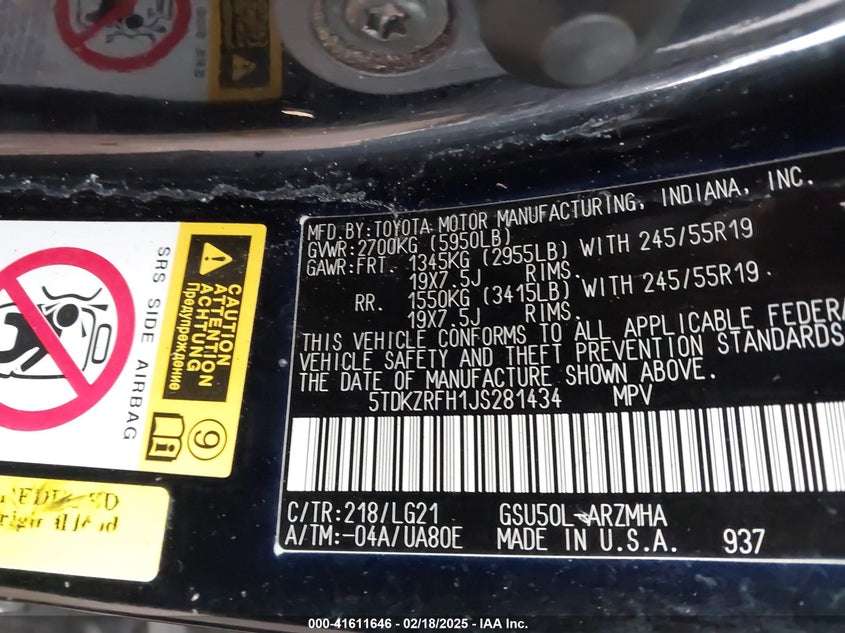 MFD.BY:TOYOTA MOTOR MANUFACTURING, INDIANA, INC.
GVWR:2700KG (5950LB)
GAWR:FRT. 1345KG (2955LB) WITH 245/55R19
19X7.5J RIMS.
RR. 1550KG (3415LB) WITH 245/55R19.
19X7.5J RIMS.
THIS VEHICLE CONFORMS TO ALL APPLICABLE FEDERA
VEHICLE SAFETY AND THEFT PREVENTION STANDARDS
THE DATE OF MANUFACTURE SHOWN ABOVE.
5TDKZRFH1JS281434 MPV
C/TR:218/LG21 GSU50L-ARZMHA
A/TM:-04A/UA80E MADE IN U.S.A. 937
CAUTION
ATTENTION
ACHTUNG
Предупреждение
SRS SIDE AIRBAG
9
000-41611646 - 02/18/2025 - IAA Inc.